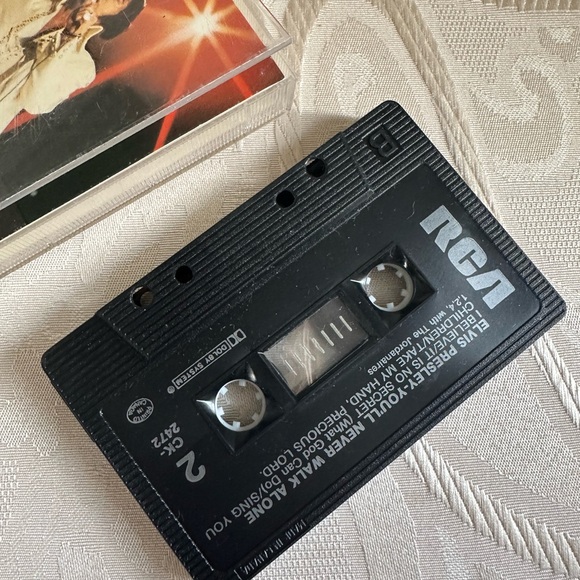 RCA
ELVIS PRESLEY YOU'LL NEVER WALK ALONE
I BELIEVE/IT IS NO SECRET (What God Can Do)/SING YOU
CHILDREN/TAKE MY HAND, PRECIOUS LORD.
1,2,4, with The Jordanaires
2
CK-
2472
DOLBY SYSTEM®
B